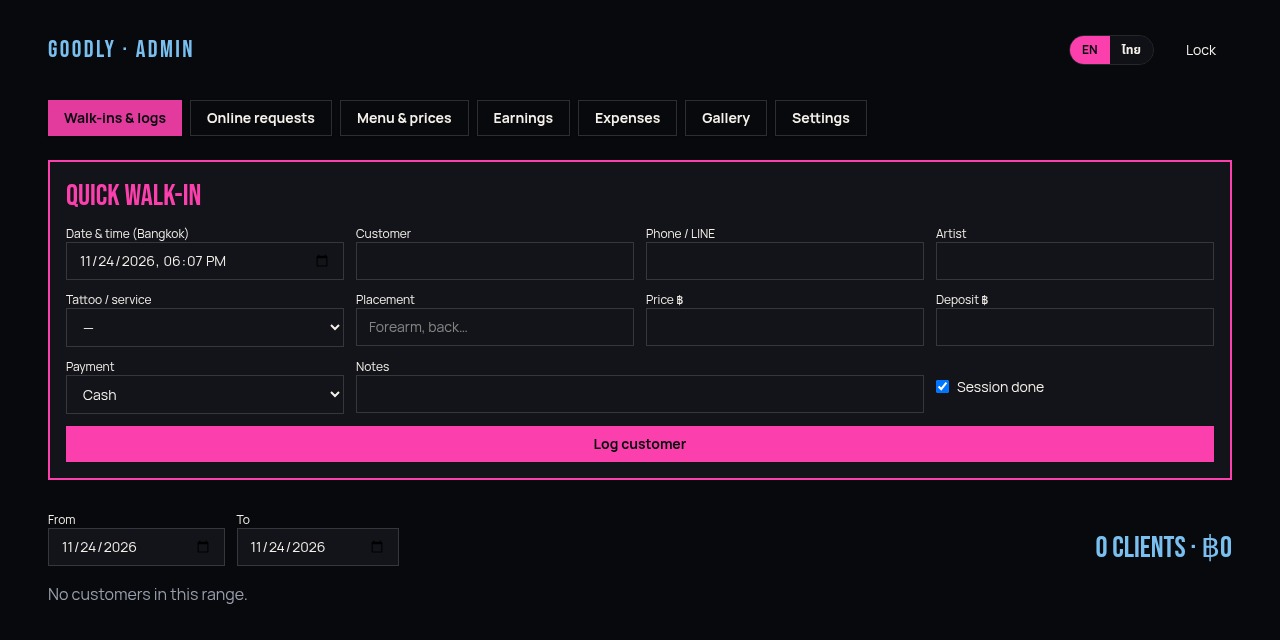 GOODLY · ADMIN
EN ไทย Lock
Walk-ins & logs Online requests Menu & prices Earnings Expenses Gallery Settings
QUICK WALK-IN
Date & time (Bangkok) Customer Phone / LINE Artist
11/24/2026, 06:07 PM
Tattoo / service Placement Price ฿ Deposit ฿
— Forearm, back…
Payment Notes
Cash Session done
Log customer
From To
11/24/2026 11/24/2026 0 CLIENTS · ฿0
No customers in this range.